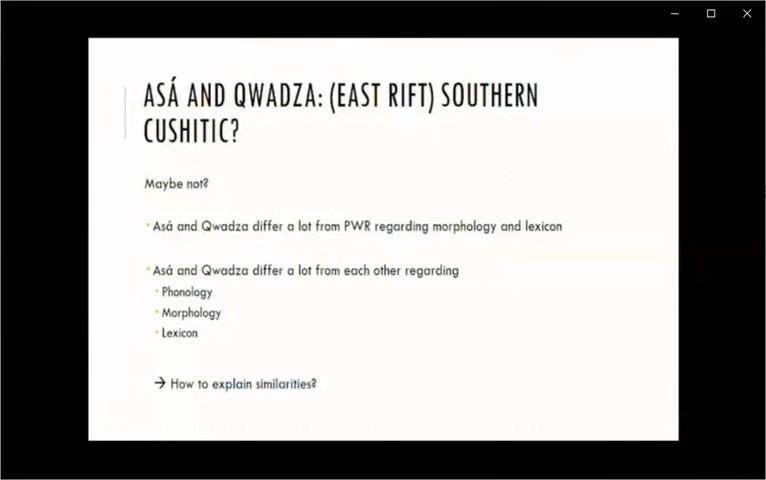 ASÁ AND QWADZA: (EAST RIFT) SOUTHERN
CUSHITIC?
Maybe not?
Asá and Qwadza differ a lot from PWR regarding morphology and lexicon
Asá and Qwadza differ a lot from each other regarding
Phonology
Morphology
Lexicon
→ How to explain similarities?